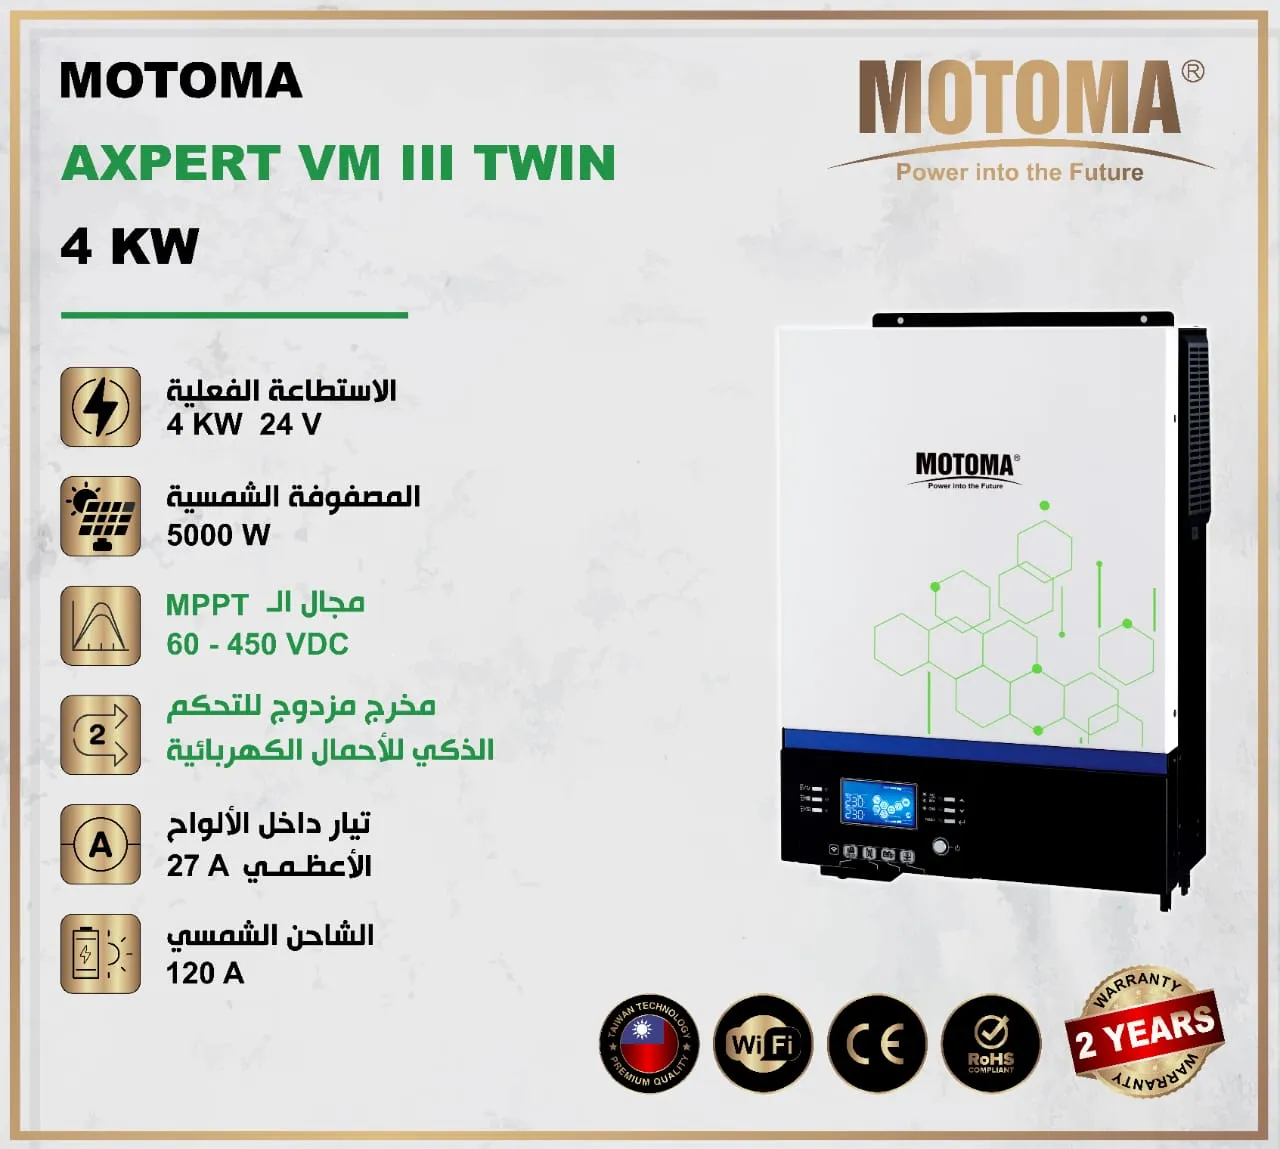 MOTOMA
AXPERT VM III TWIN
4 KW
MOTOMA®
Power into the Future
الاستطاعة الفعلية
4 KW 24 V
المصفوفة الشمسية
5000 W
مجال الـ MPPT
60 - 450 VDC
2
مخرج مزدوج للتحكم
الذكي للأحمال الكهربائية
A
تيار داخل الألواح
الأعظمي 27 A
الشاحن الشمسي
120 A
MOTOMA®
Power into the Future
230
230
TAIWAN TECHNOLOGY
PREMIUM QUALITY
WiFi
CE
RoHS
COMPLIANT
WARRANTY
2 YEARS
WARRANTY